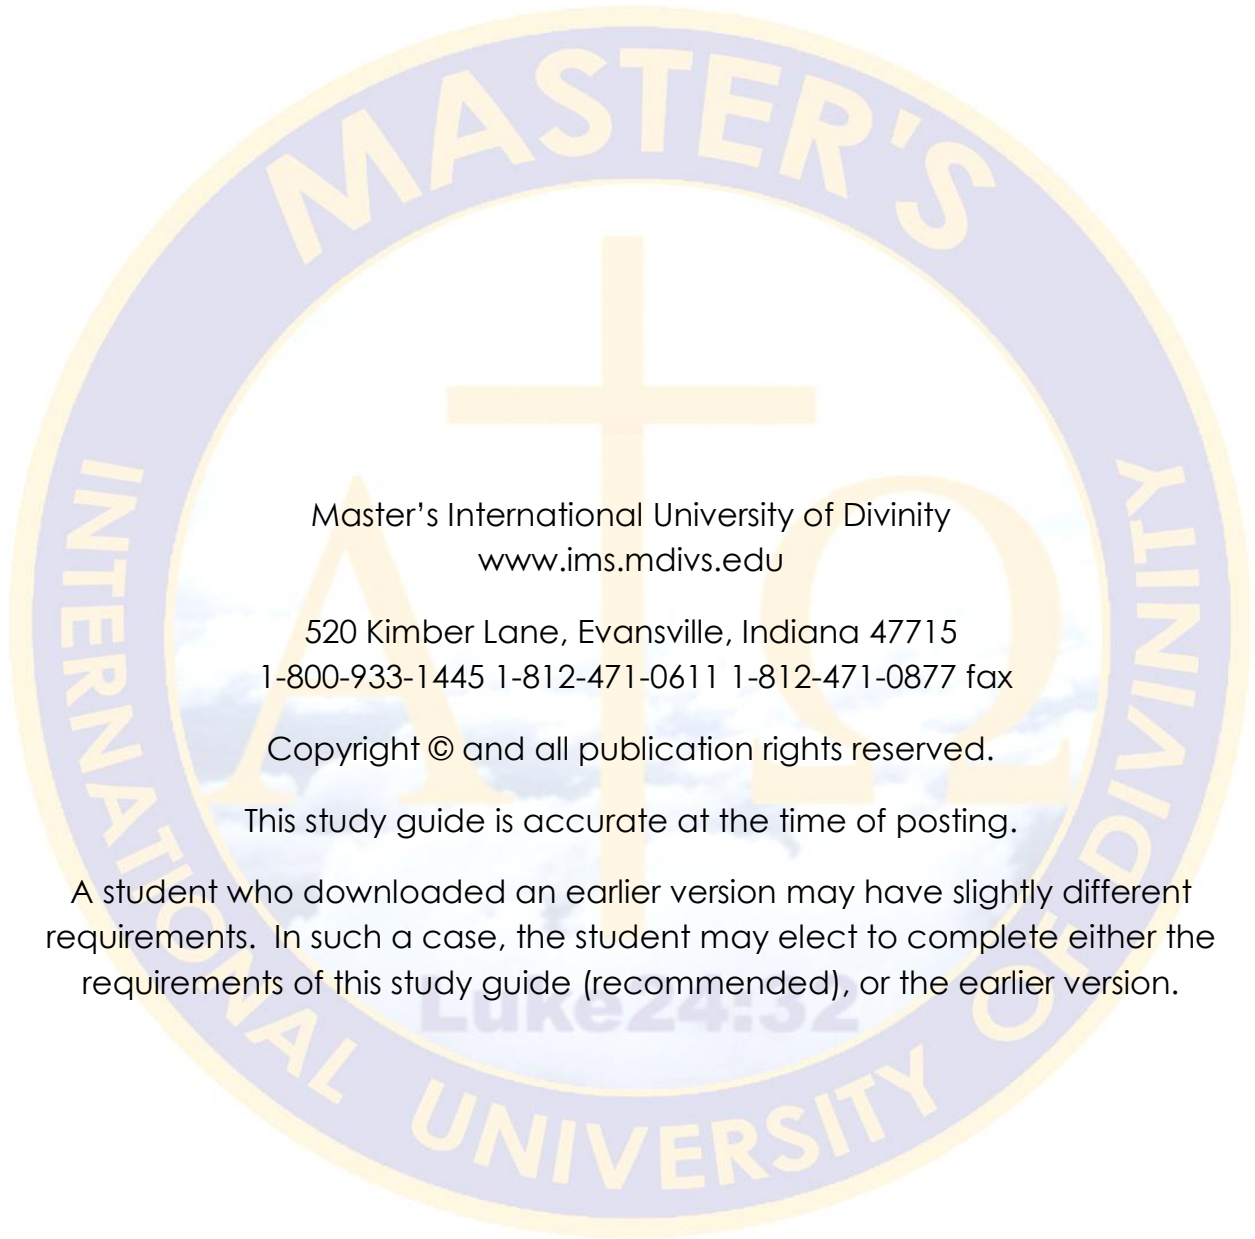 MASTER'S
INTERNATIONAL UNIVERSITY OF DIVINITY
Α Ω
Master's International University of Divinity
www.ims.mdivs.edu
520 Kimber Lane, Evansville, Indiana 47715
1-800-933-1445 1-812-471-0611 1-812-471-0877 fax
Copyright © and all publication rights reserved.
This study guide is accurate at the time of posting.
A student who downloaded an earlier version may have slightly different
requirements.  In such a case, the student may elect to complete either the
requirements of this study guide (recommended), or the earlier version.
Luke24:32